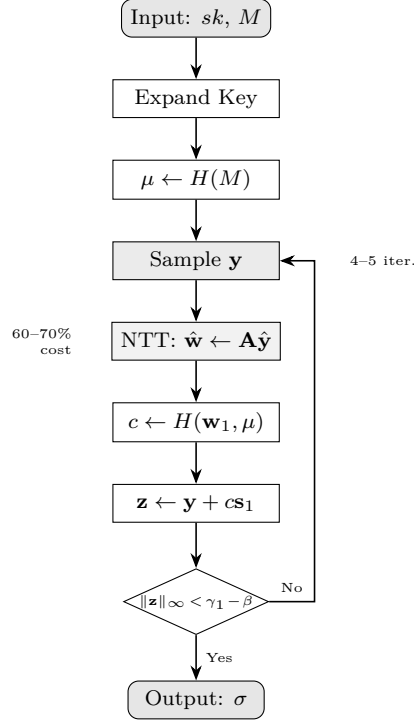 Input: sk, M
Expand Key
μ ← H(M)
Sample y
4–5 iter.
60–70%
cost
NTT: ŵ ← Aŷ
c ← H(w₁, μ)
z ← y + cs₁
‖z‖∞ < γ₁ − β
No
Yes
Output: σ